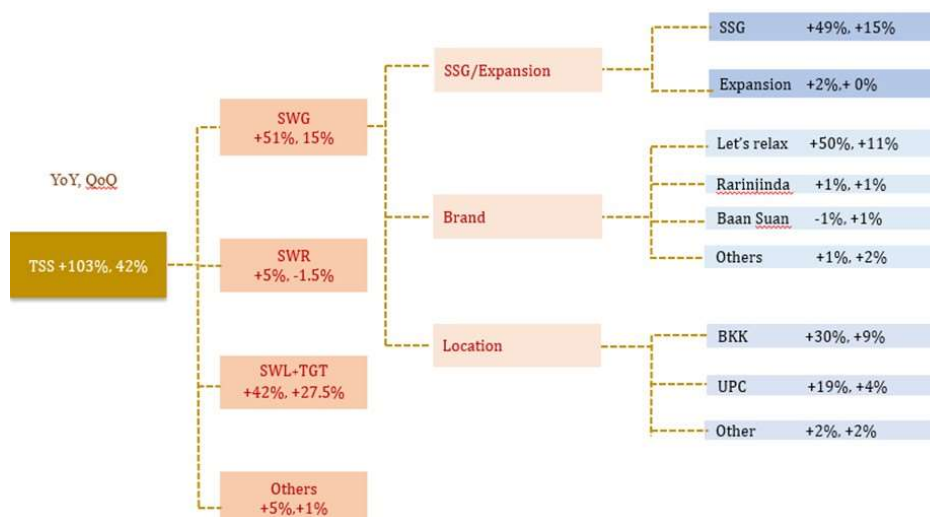 YoY, QoQ
TSS +103%, 42%
SWG
+51%, 15%
SWR
+5%, -1.5%
SWL+TGT
+42%, +27.5%
Others
+5%,+1%
SSG/Expansion
Brand
Location
SSG +49%, +15%
Expansion +2%,+ 0%
Let's relax +50%, +11%
Rarinjinda +1%, +1%
Baan Suan -1%, +1%
Others +1%, +2%
BKK +30%, +9%
UPC +19%, +4%
Other +2%, +2%